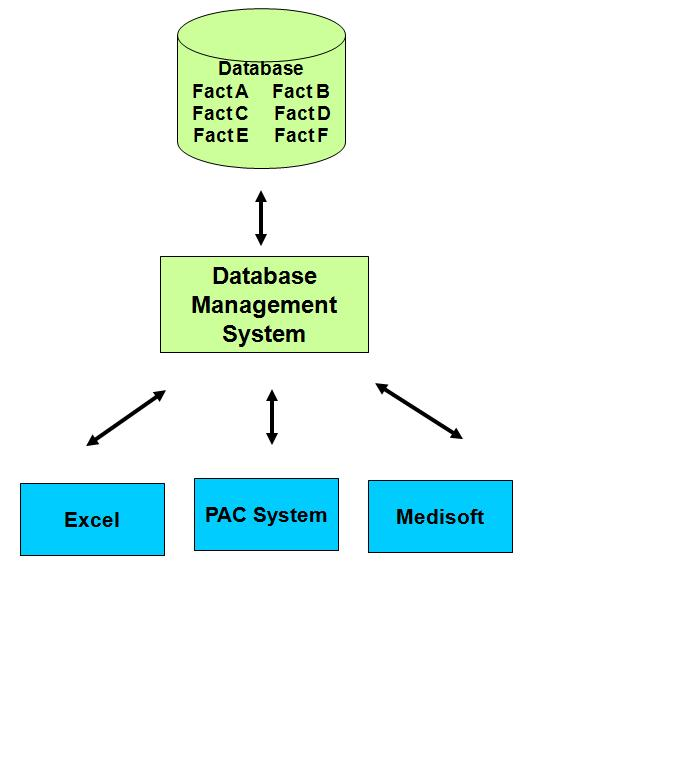 Database
Fact A Fact B
Fact C Fact D
Fact E Fact F
Database
Management
System
Excel
PAC System
Medisoft